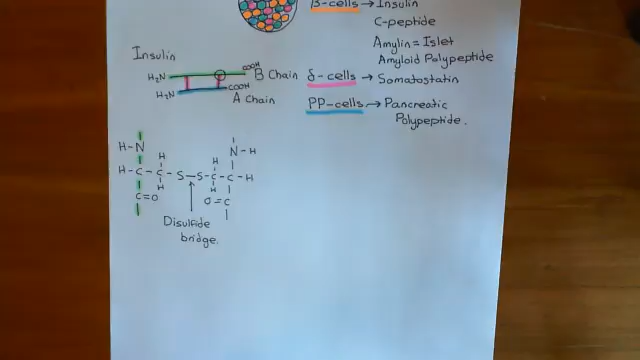 β-cells → Insulin
C-peptide
Amylin = Islet
Amyloid Polypeptide
δ-cells → Somatostatin
PP-cells → Pancreatic
Polypeptide.
Insulin
H₂N COOH B Chain
H₂N COOH
A Chain
H-N H H N-H
H-C-C-S-S-C-C-H
C=O H H O=C
Disulfide
bridge.